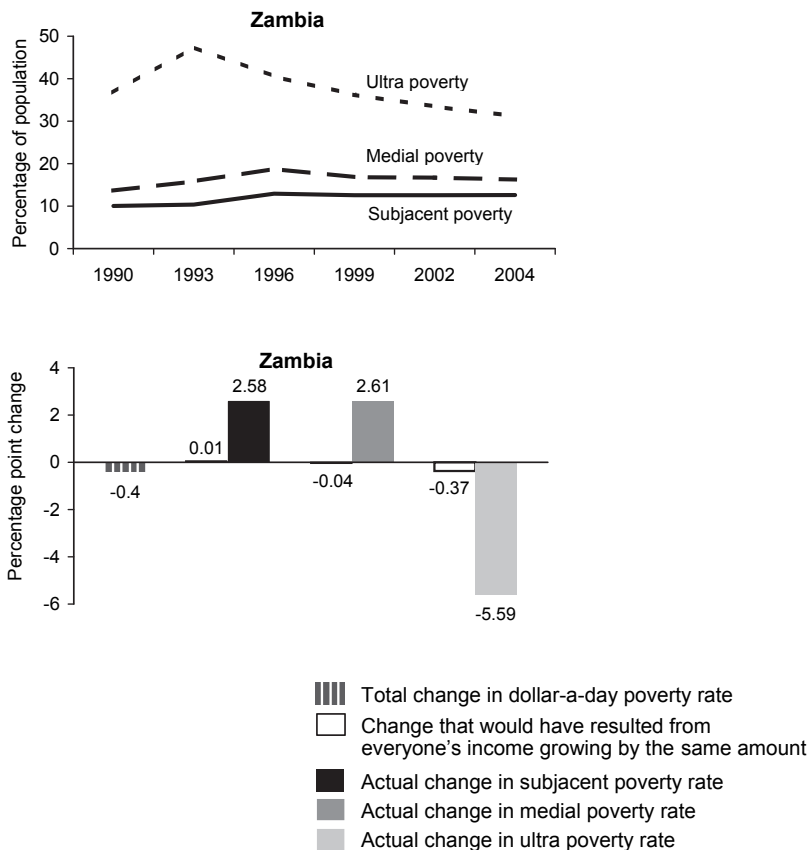 Zambia
Percentage of population
50
40
30
20
10
0
Ultra poverty
Medial poverty
Subjacent poverty
1990 1993 1996 1999 2002 2004
Zambia
Percentage point change
4
2
0
-2
-4
-6
-0.4
0.01
2.58
-0.04
2.61
-0.37
-5.59
Total change in dollar-a-day poverty rate
Change that would have resulted from
everyone's income growing by the same amount
Actual change in subjacent poverty rate
Actual change in medial poverty rate
Actual change in ultra poverty rate